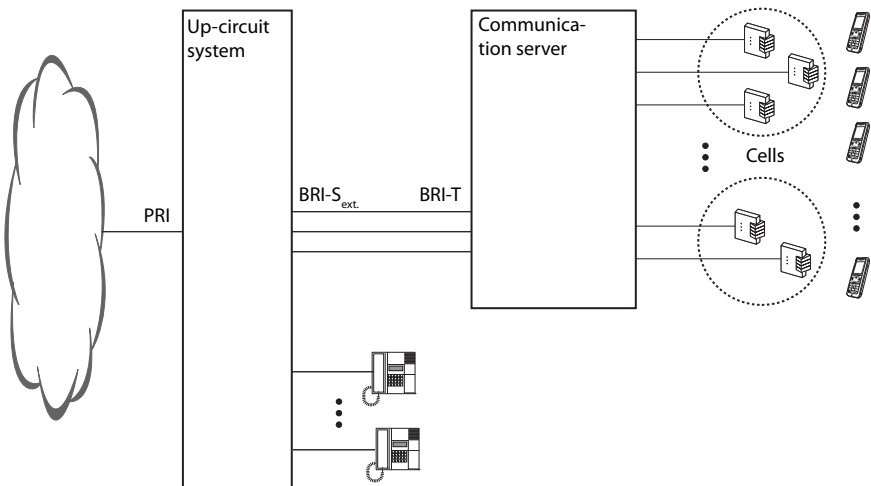 Up-circuit
system
Communica-
tion server
Cells
BRI-Sext.
BRI-T
PRI